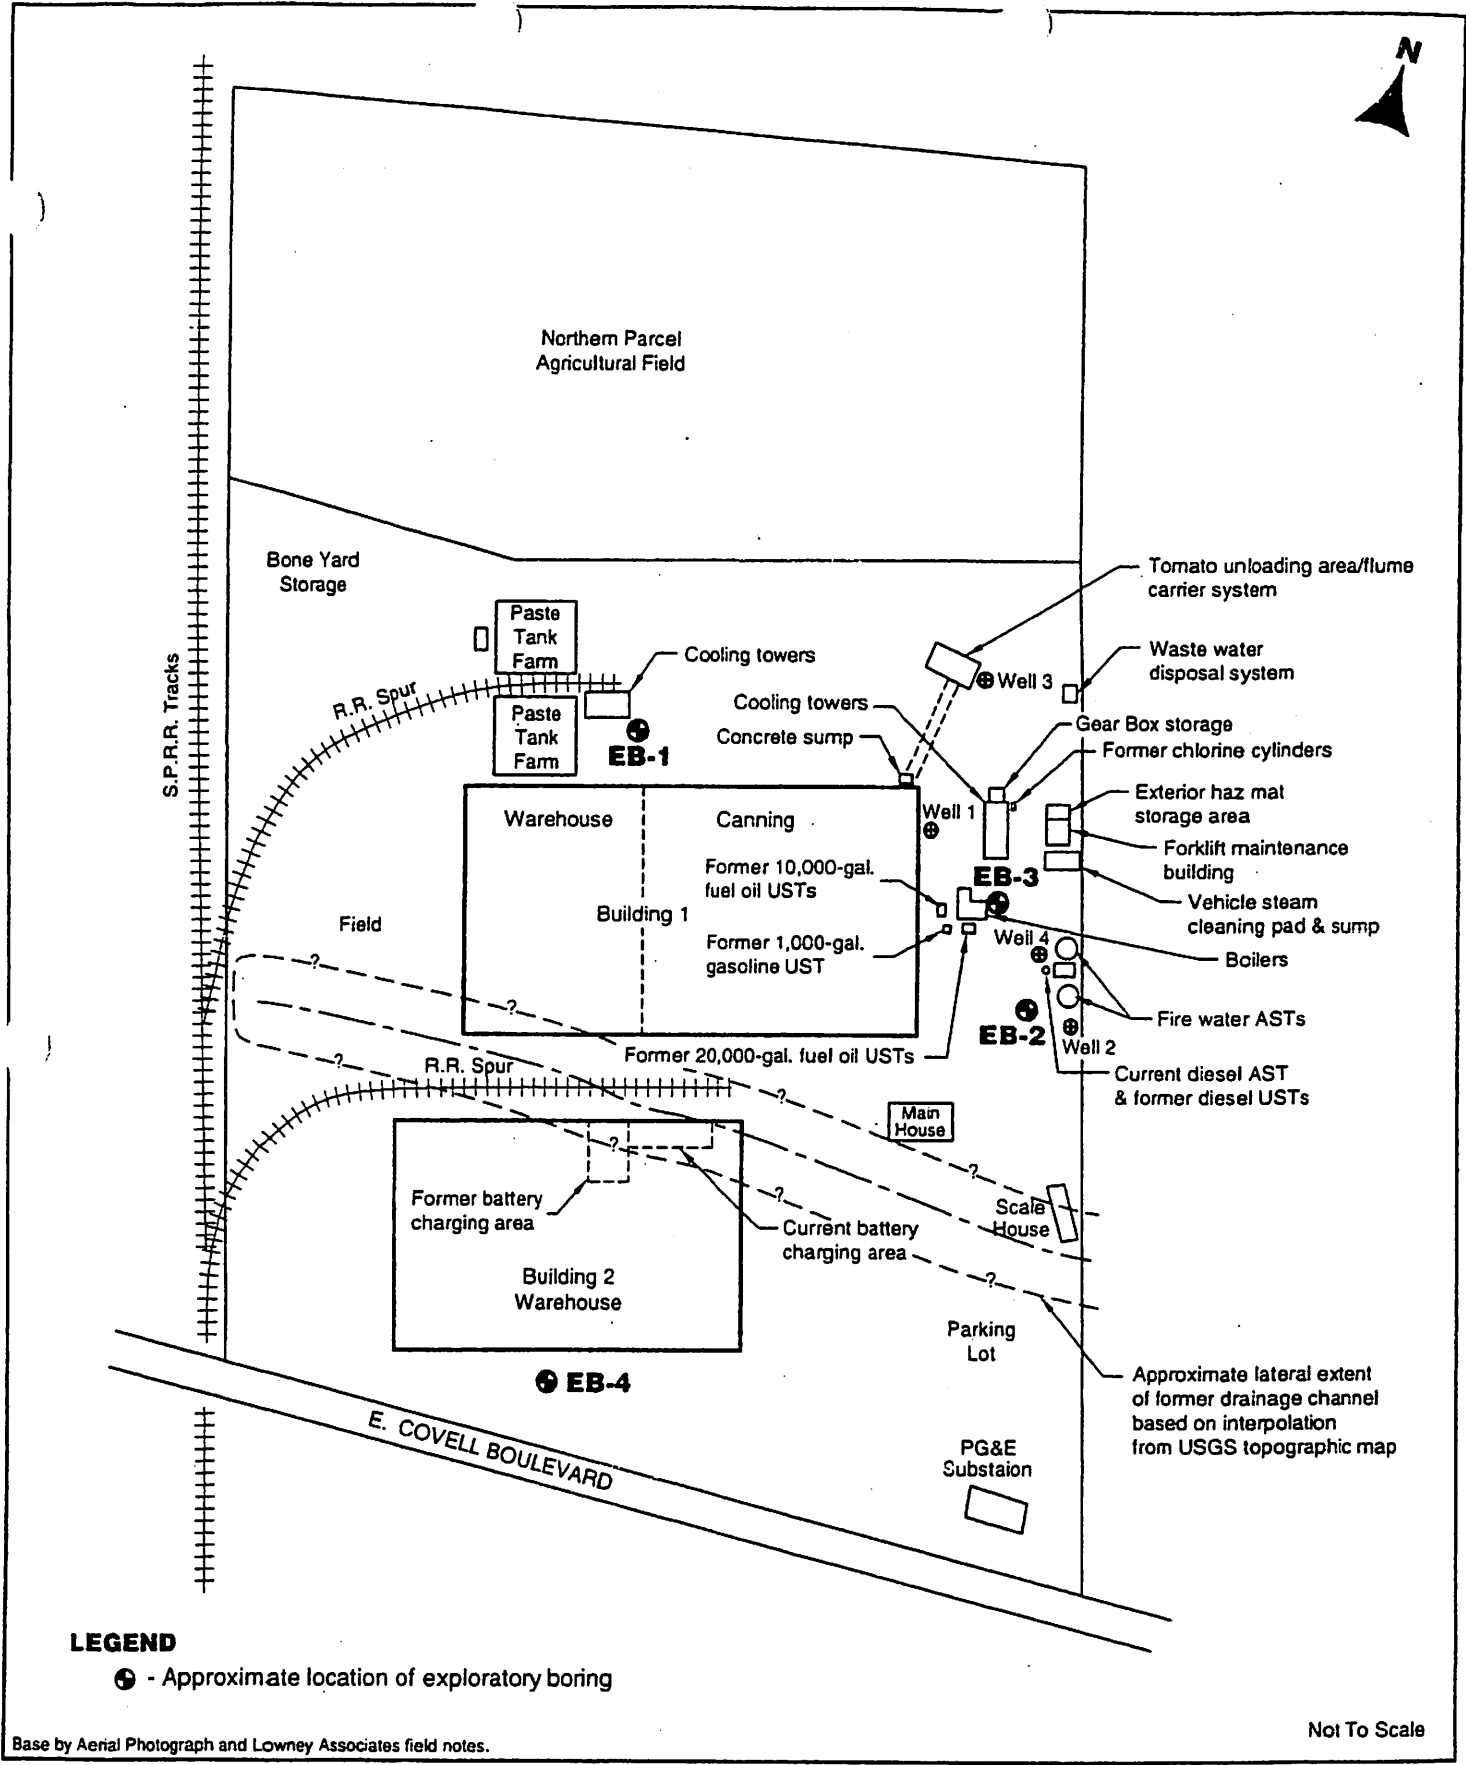 N
Northern Parcel
Agricultural Field
Bone Yard
Storage
Tomato unloading area/flume
carrier system
Paste
Tank
Farm
Cooling towers
Waste water
disposal system
S.P.R.R. Tracks
R.R. Spur
Well 3
Paste
Tank
Farm
Cooling towers
Gear Box storage
EB-1
Concrete sump
Former chlorine cylinders
Warehouse
Canning
Well 1
Exterior haz mat
storage area
Forklift maintenance
building
Former 10,000-gal.
fuel oil USTs
EB-3
Vehicle steam
cleaning pad & sump
Field
Building 1
Former 1,000-gal.
gasoline UST
Well 4
Boilers
?
?
EB-2
Fire water ASTs
Well 2
Former 20,000-gal. fuel oil USTs
?
R.R. Spur
Current diesel AST
& former diesel USTs
?
Main
House
?
?
?
Former battery
charging area
Scale
House
Current battery
charging area
?
Building 2
Warehouse
Parking
Lot
Approximate lateral extent
of former drainage channel
based on interpolation
from USGS topographic map
EB-4
E. COVELL BOULEVARD
PG&E
Substaion
LEGEND
- Approximate location of exploratory boring
Not To Scale
Base by Aerial Photograph and Lowney Associates field notes.